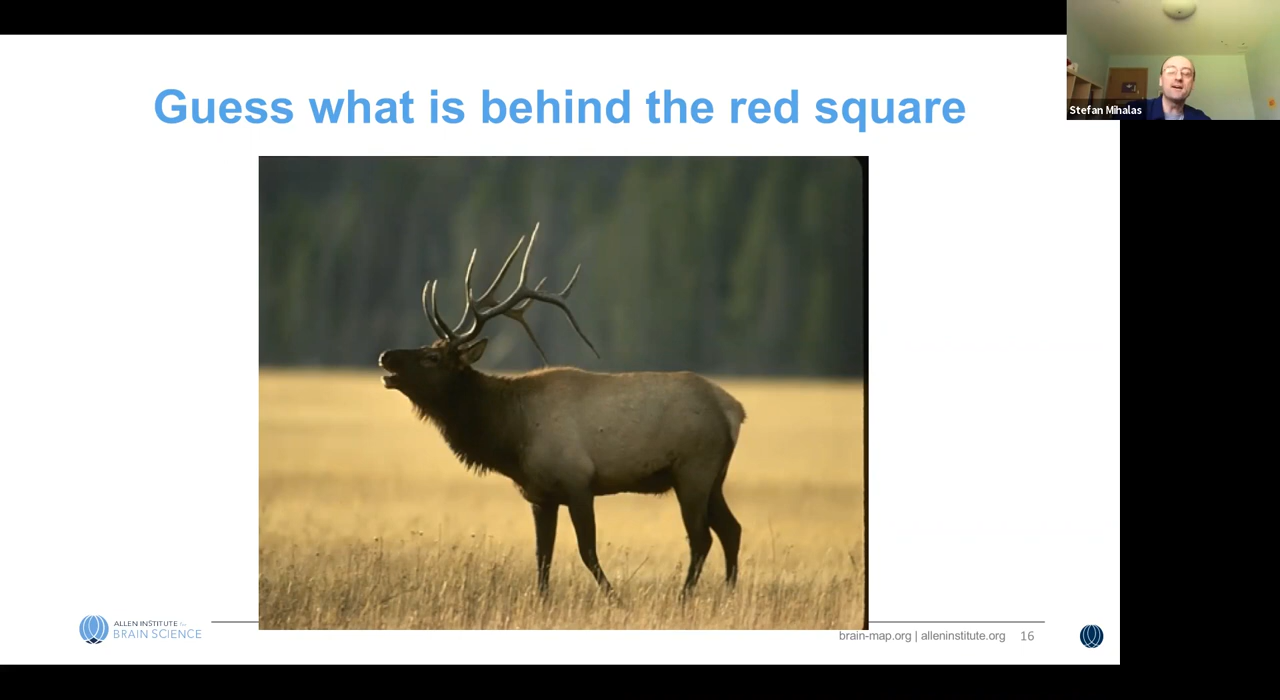 Guess what is behind the red square
Stefan Mihalas
ALLEN INSTITUTE for
BRAIN SCIENCE
brain-map.org | alleninstitute.org 16